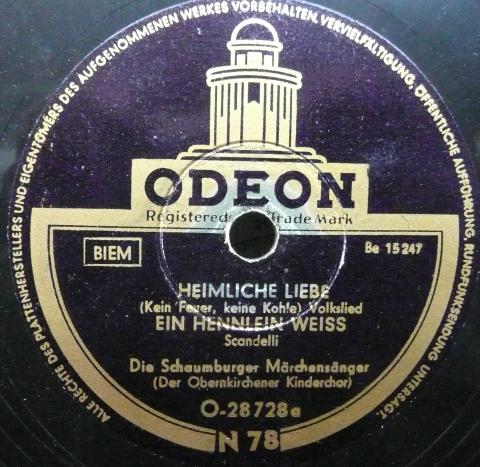 ALLE RECHTE DES PLATTENHERSTELLERS UND EIGENTÜMERS DES AUFGENOMMENEN WERKES VORBEHALTEN. VERVIELFÄLTIGUNG, ÖFFENTLICHE AUFFÜHRUNG, RUNDFUNKSENDUNG UNTERSAGT.
ODEON
Registered Trade Mark
BIEM
Be 15 247
HEIMLICHE LIEBE
(Kein Feuer, keine Kohle) Volkslied
EIN HENNLEIN WEISS
Scandelli
Die Schaumburger Märchensänger
(Der Obernkirchener Kinderchor)
O-28728a
N 78